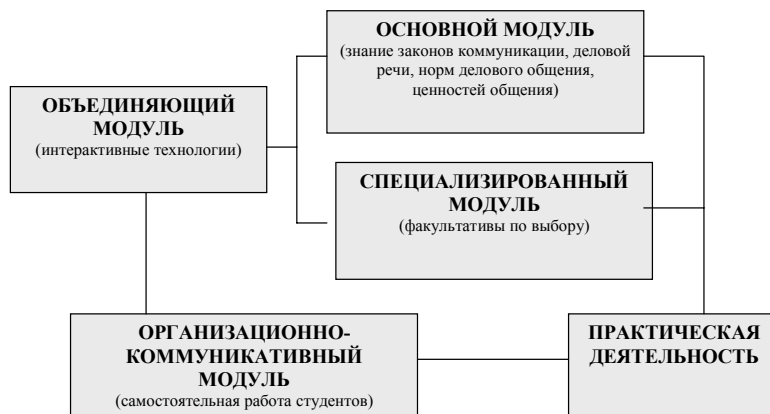 ОСНОВНОЙ МОДУЛЬ
(знание законов коммуникации, деловой
речи, норм делового общения,
ценностей общения)
ОБЪЕДИНЯЮЩИЙ
МОДУЛЬ
(интерактивные технологии)
СПЕЦИАЛИЗИРОВАННЫЙ
МОДУЛЬ
(факультативы по выбору)
ОРГАНИЗАЦИОННО-
КОММУНИКАТИВНЫЙ
МОДУЛЬ
(самостоятельная работа студентов)
ПРАКТИЧЕСКАЯ
ДЕЯТЕЛЬНОСТЬ